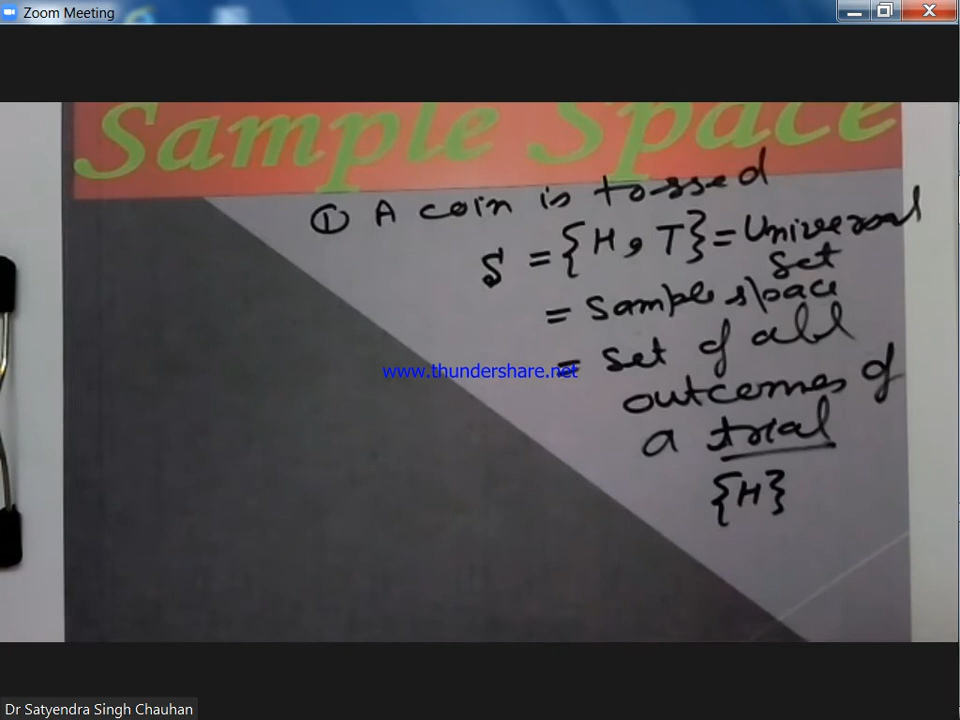 Zoom Meeting
Sample Space
① A coin is tossed
S = {H, T} = Universal
set
= sample space
= set of all
www.thundershare.net
outcomes of
a trial
{H}
Dr Satyendra Singh Chauhan